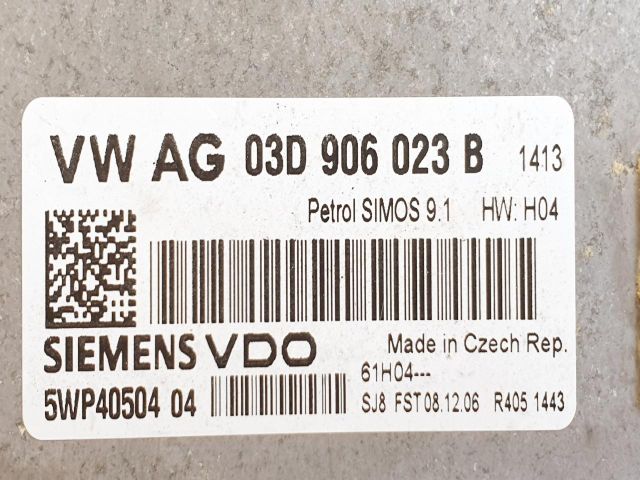 VW AG 03D 906 023 B 1413
Petrol SIMOS 9.1 HW: H04
SIEMENS VDO Made in Czech Rep.
61H04---
5WP40504 04 SJ8 FST 08.12.06 R405 1443